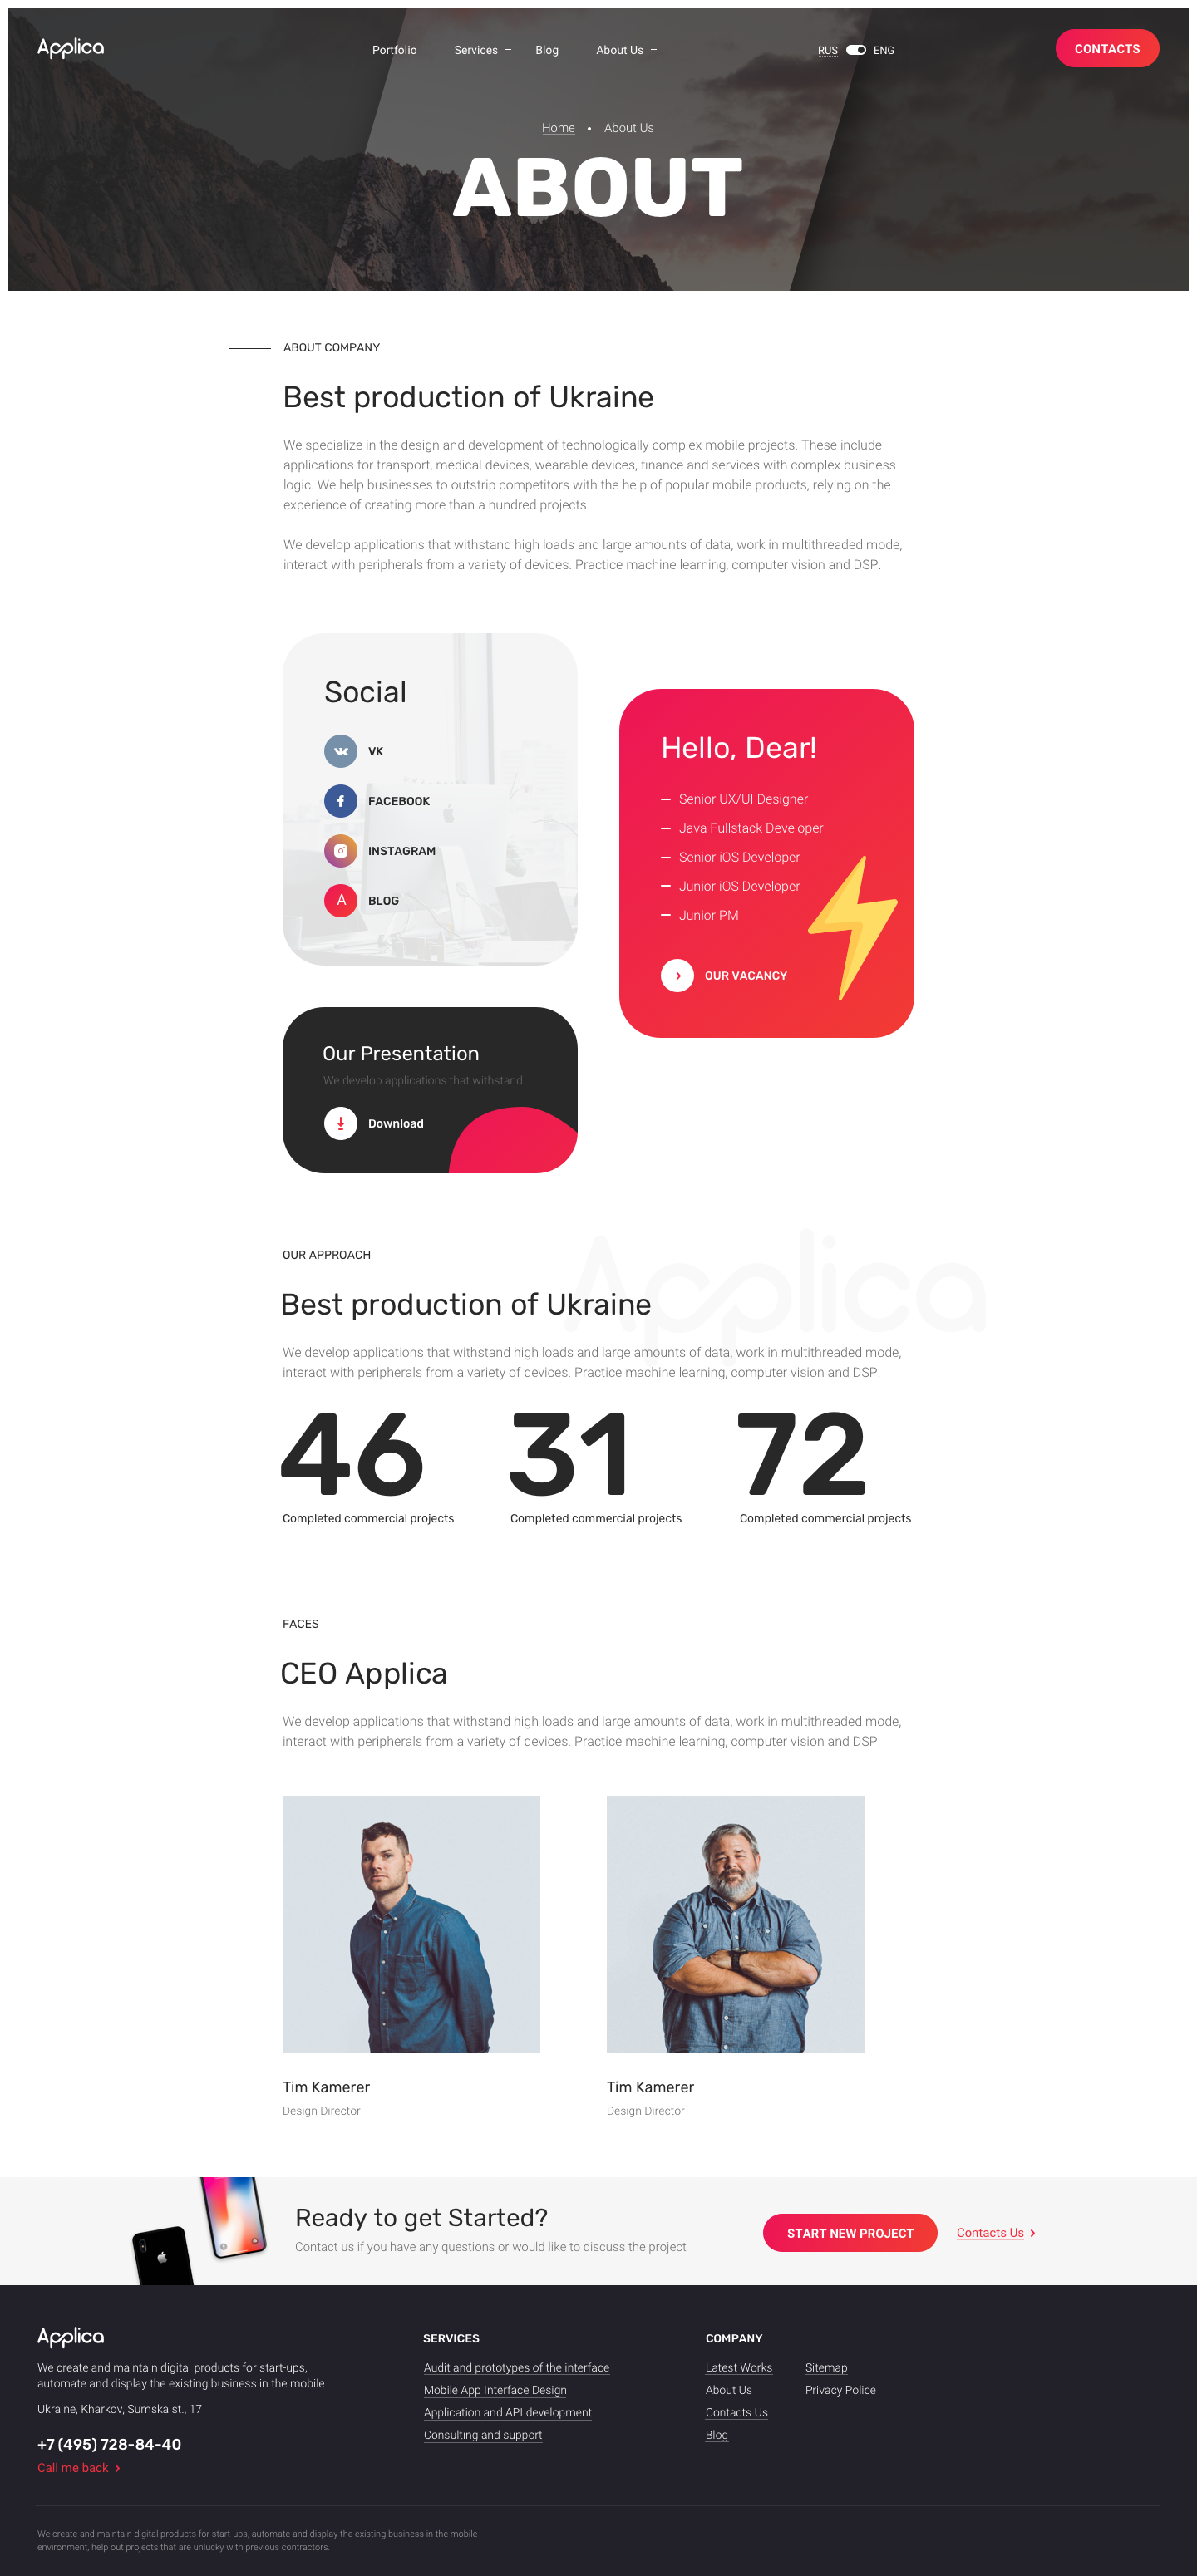 Applica
Portfolio
Services
Blog
About Us
RUS
ENG
CONTACTS
Home • About Us
ABOUT
ABOUT COMPANY
Best production of Ukraine
We specialize in the design and development of technologically complex mobile projects. These include
applications for transport, medical devices, wearable devices, finance and services with complex business
logic. We help businesses to outstrip competitors with the help of popular mobile products, relying on the
experience of creating more than a hundred projects.
We develop applications that withstand high loads and large amounts of data, work in multithreaded mode,
interact with peripherals from a variety of devices. Practice machine learning, computer vision and DSP.
Social
VK
FACEBOOK
INSTAGRAM
A BLOG
Hello, Dear!
Senior UX/UI Designer
Java Fullstack Developer
Senior iOS Developer
Junior iOS Developer
Junior PM
OUR VACANCY
Our Presentation
We develop applications that withstand
Download
Applica
OUR APPROACH
Best production of Ukraine
We develop applications that withstand high loads and large amounts of data, work in multithreaded mode,
interact with peripherals from a variety of devices. Practice machine learning, computer vision and DSP.
46
Completed commercial projects
31
Completed commercial projects
72
Completed commercial projects
FACES
CEO Applica
We develop applications that withstand high loads and large amounts of data, work in multithreaded mode,
interact with peripherals from a variety of devices. Practice machine learning, computer vision and DSP.
Tim Kamerer
Design Director
Tim Kamerer
Design Director
Ready to get Started?
Contact us if you have any questions or would like to discuss the project
START NEW PROJECT
Contacts Us
Applica
We create and maintain digital products for start-ups,
automate and display the existing business in the mobile
Ukraine, Kharkov, Sumska st., 17
+7 (495) 728-84-40
Call me back
SERVICES
Audit and prototypes of the interface
Mobile App Interface Design
Application and API development
Consulting and support
COMPANY
Latest Works
About Us
Contacts Us
Blog
Sitemap
Privacy Police
We create and maintain digital products for start-ups, automate and display the existing business in the mobile
environment, help out projects that are unlucky with previous contractors.